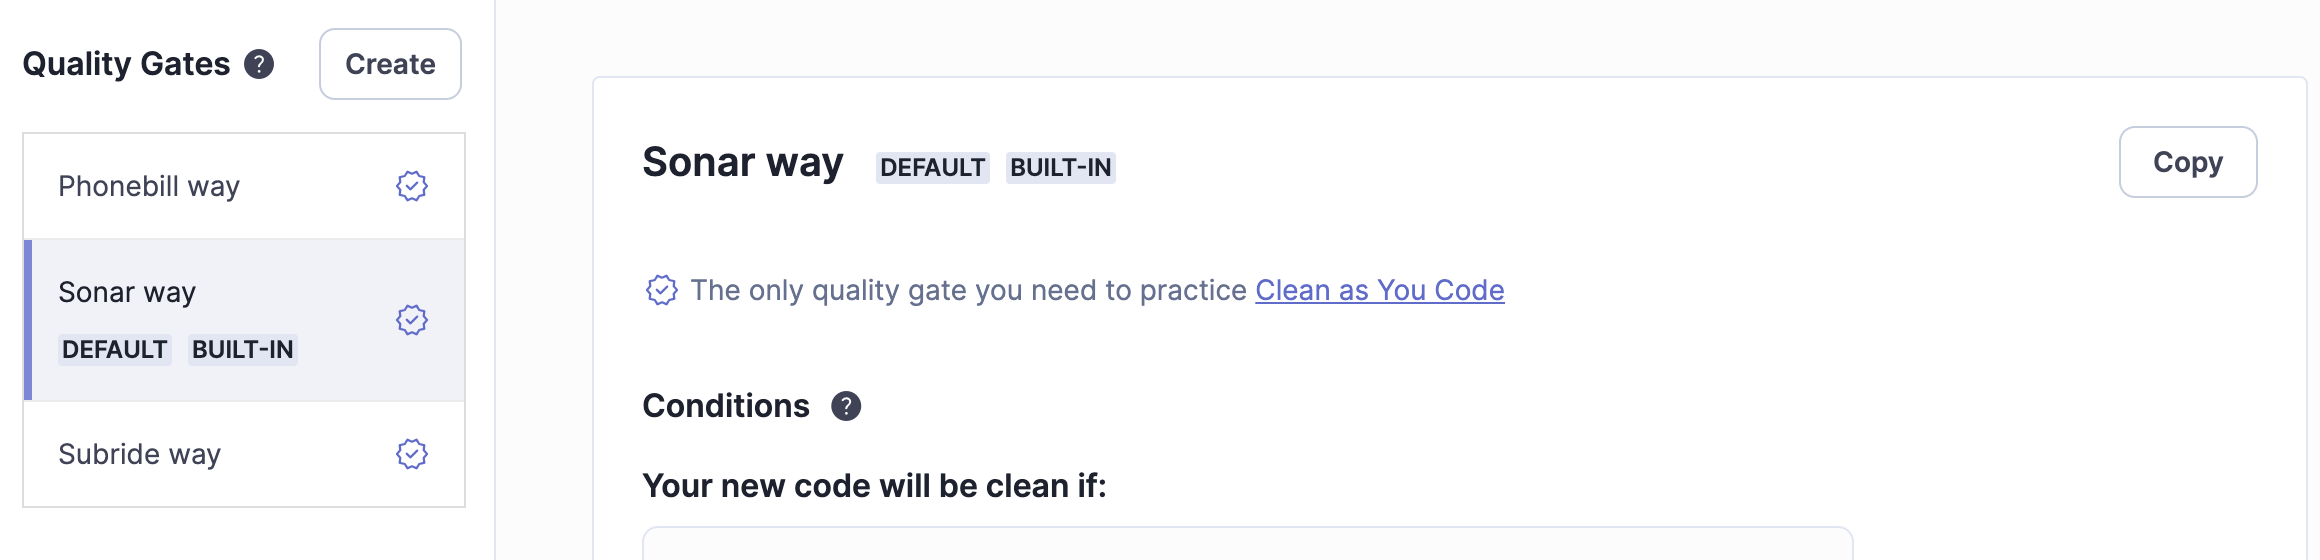 Quality Gates ?
Create
Phonebill way
Sonar way
DEFAULT BUILT-IN
Subride way
Sonar way DEFAULT BUILT-IN
Copy
The only quality gate you need to practice Clean as You Code
Conditions ?
Your new code will be clean if: